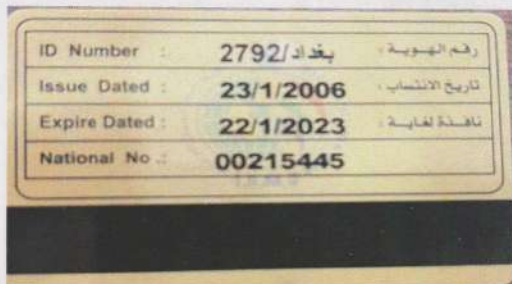 ID Number : 2792/بغداد رقم الهوية :
Issue Dated : 23/1/2006 تاريخ الانتساب :
Expire Dated : 22/1/2023 نافذة لغاية :
National No .: 00215445